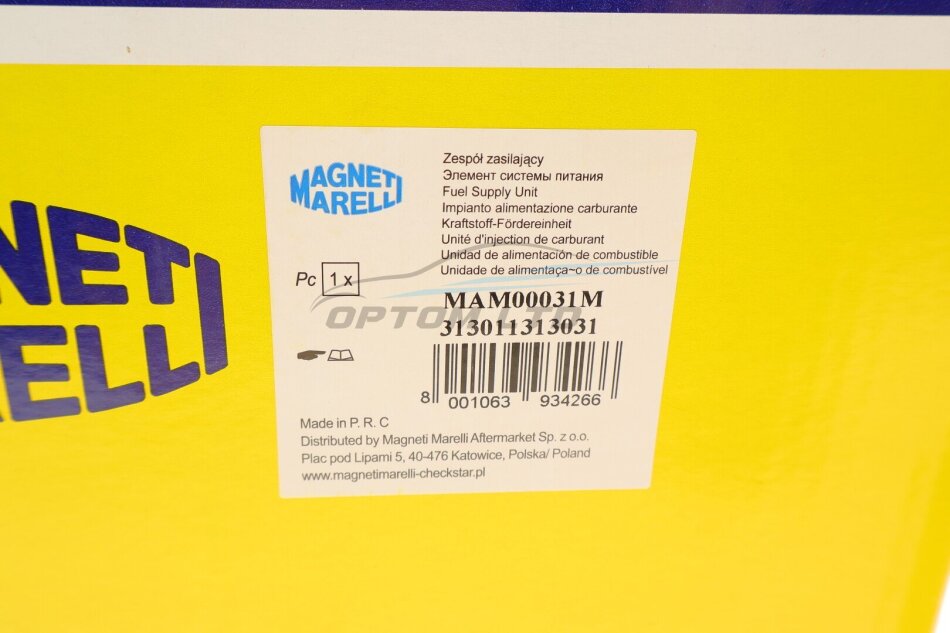 MAGNETI
MARELLI
Zespół zasilający
Элемент системы питания
Fuel Supply Unit
Impianto alimentazione carburante
Kraftstoff-Fördereinheit
Unité d'injection de carburant
Unidad de alimentación de combustible
Unidade de alimentaça~o de combustível
Pc 1 x
MAM00031M
OPTOM LTD
313011313031
8 001063 934266
Made in P. R. C
Distributed by Magneti Marelli Aftermarket Sp. z o.o.
Plac pod Lipami 5, 40-476 Katowice, Polska/ Poland
www.magnetimarelli-checkstar.pl
NETI
RELLI